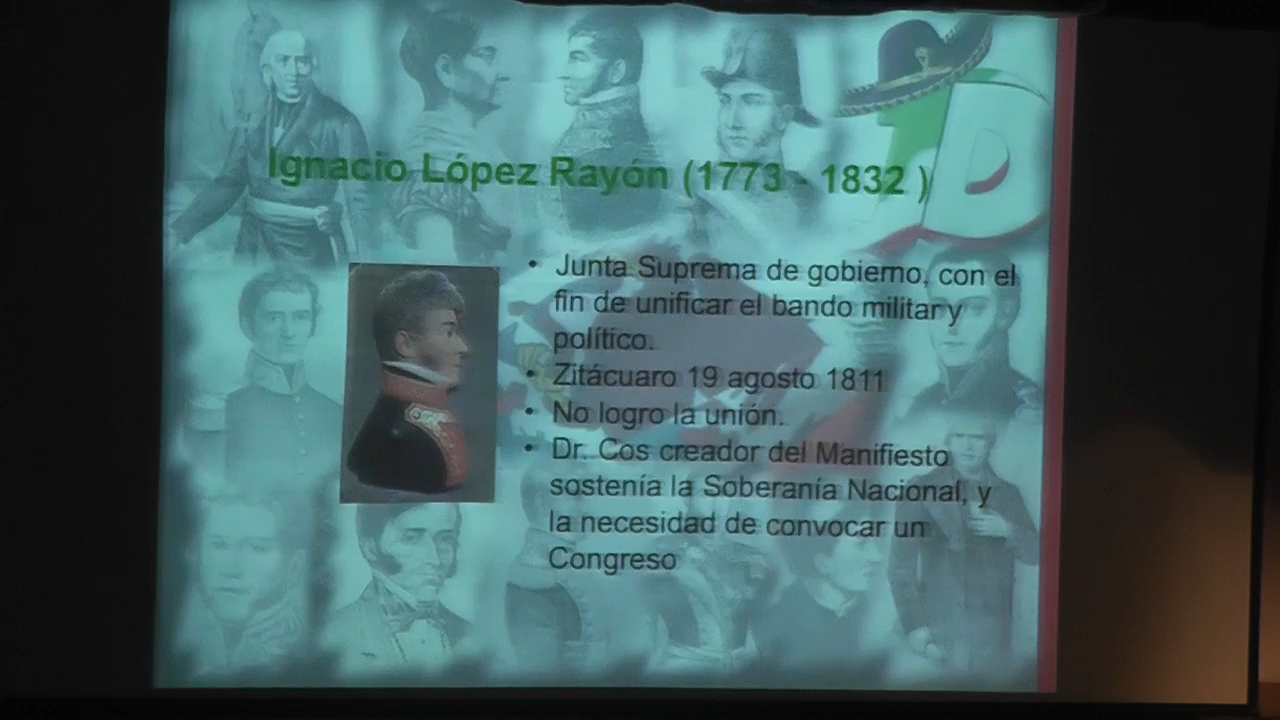 Ignacio López Rayón (1773 - 1832 )
• Junta Suprema de gobierno, con el
fin de unificar el bando militar y
político.
• Zitácuaro 19 agosto 1811
• No logro la unión.
• Dr. Cos creador del Manifiesto
sostenía la Soberanía Nacional, y
la necesidad de convocar un
Congreso